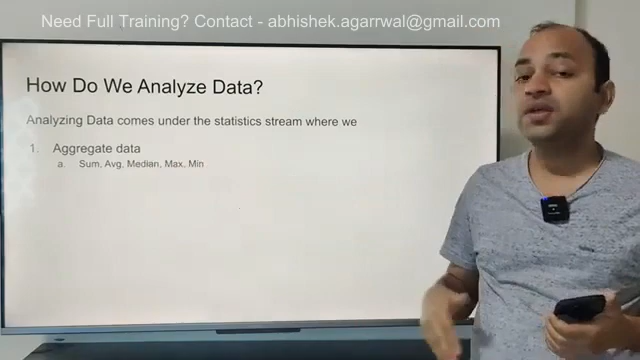 Need Full Training? Contact - abhishek.agarrwal@gmail.com
How Do We Analyze Data?
Analyzing Data comes under the statistics stream where we
1. Aggregate data
a. Sum, Avg, Median, Max, Min